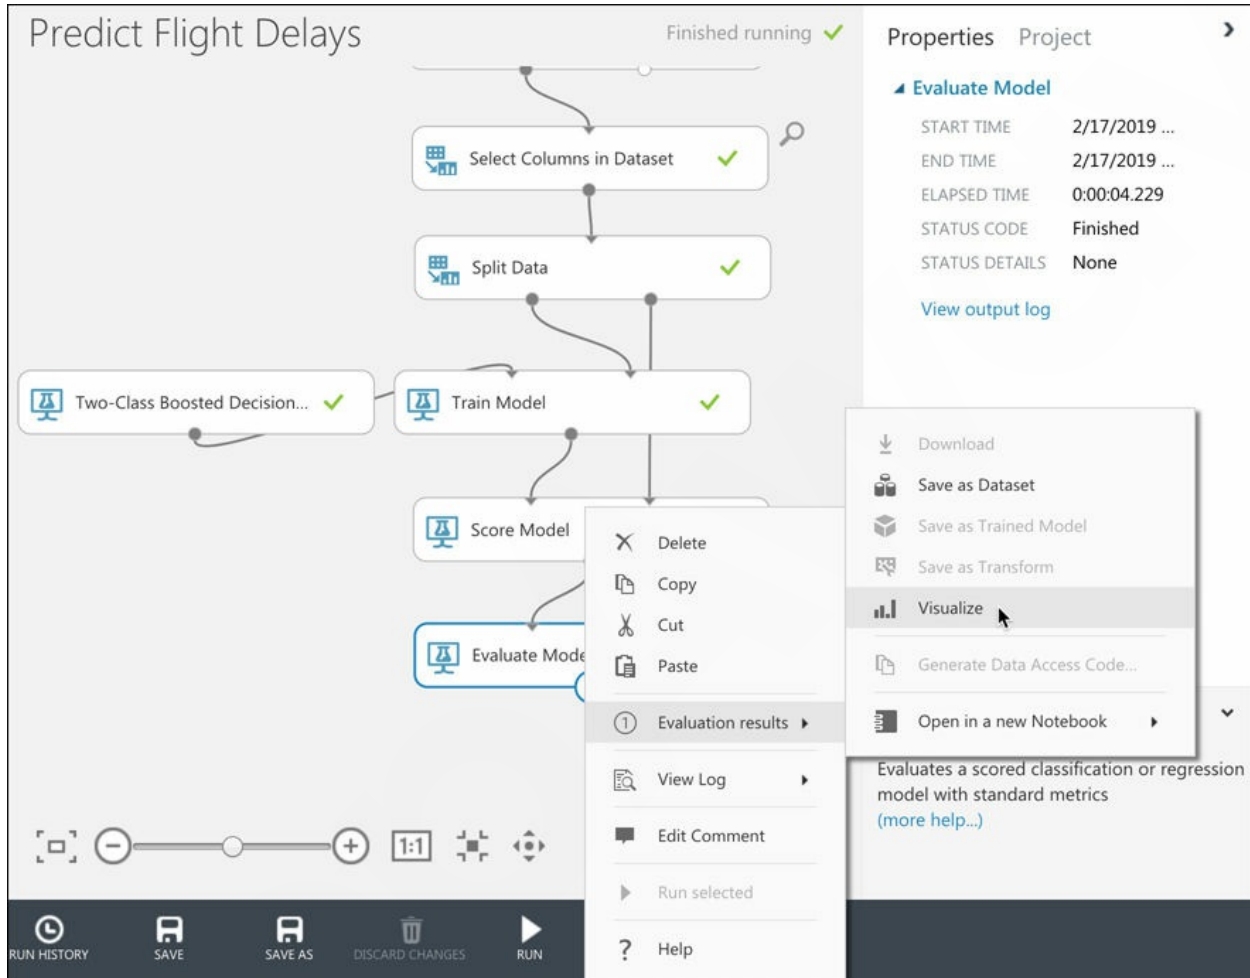 Predict Flight Delays
Finished running
Properties Project
Evaluate Model
START TIME 2/17/2019 ...
END TIME 2/17/2019 ...
ELAPSED TIME 0:00:04.229
STATUS CODE Finished
STATUS DETAILS None
View output log
Select Columns in Dataset
Split Data
Two-Class Boosted Decision...
Train Model
Score Model
Evaluate Mode
Delete
Copy
Cut
Paste
1 Evaluation results
View Log
Edit Comment
Run selected
Help
Download
Save as Dataset
Save as Trained Model
Save as Transform
Visualize
Generate Data Access Code...
Open in a new Notebook
Evaluates a scored classification or regression
model with standard metrics
(more help...)
1:1
RUN HISTORY
SAVE
SAVE AS
DISCARD CHANGES
RUN